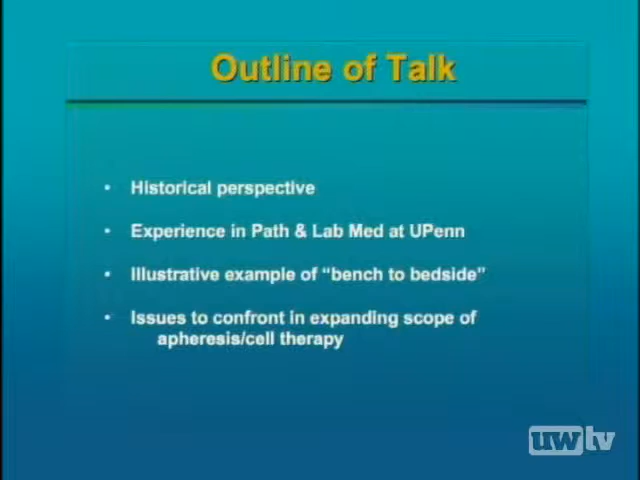 Outline of Talk
• Historical perspective
• Experience in Path & Lab Med at UPenn
• Illustrative example of “bench to bedside”
• Issues to confront in expanding scope of
apheresis/cell therapy
uwtv